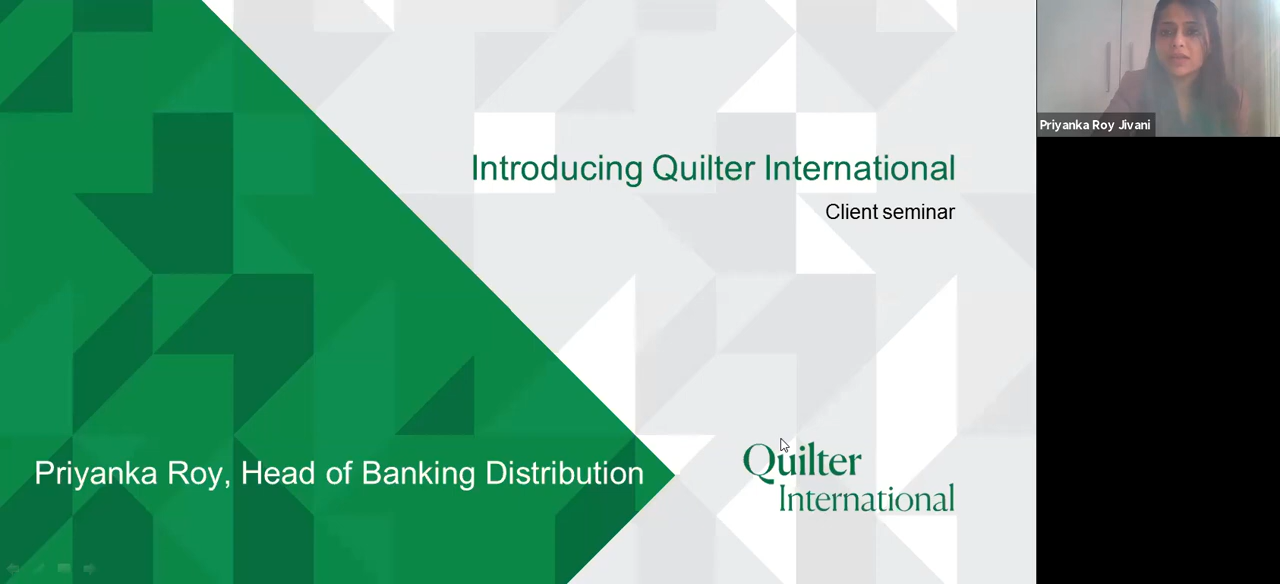 Introducing Quilter International
Client seminar
Priyanka Roy, Head of Banking Distribution
Quilter
International
Priyanka Roy Jivani